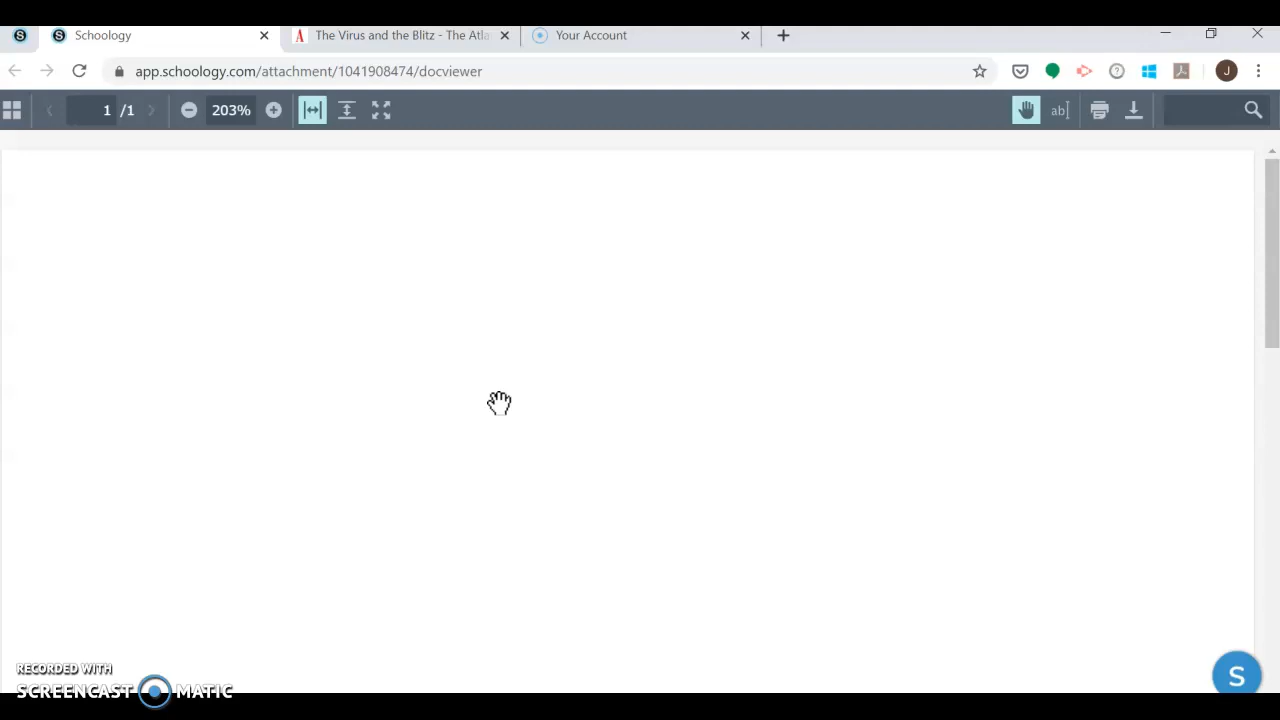 S
S Schoology
A The Virus and the Blitz - The Atla
Your Account
app.schoology.com/attachment/1041908474/docviewer
J
1 /1
203%
ab
RECORDED WITH
SCREENCAST MATIC
S